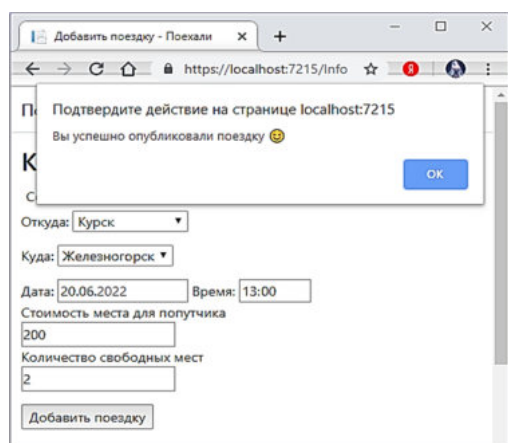 Добавить поездку - Поехали
https://localhost:7215/Info
Подтвердите действие на странице localhost:7215
Вы успешно опубликовали поездку
ОК
Откуда: Курск
Куда: Железногорск
Дата: 20.06.2022 Время: 13:00
Стоимость места для попутчика
200
Количество свободных мест
2
Добавить поездку